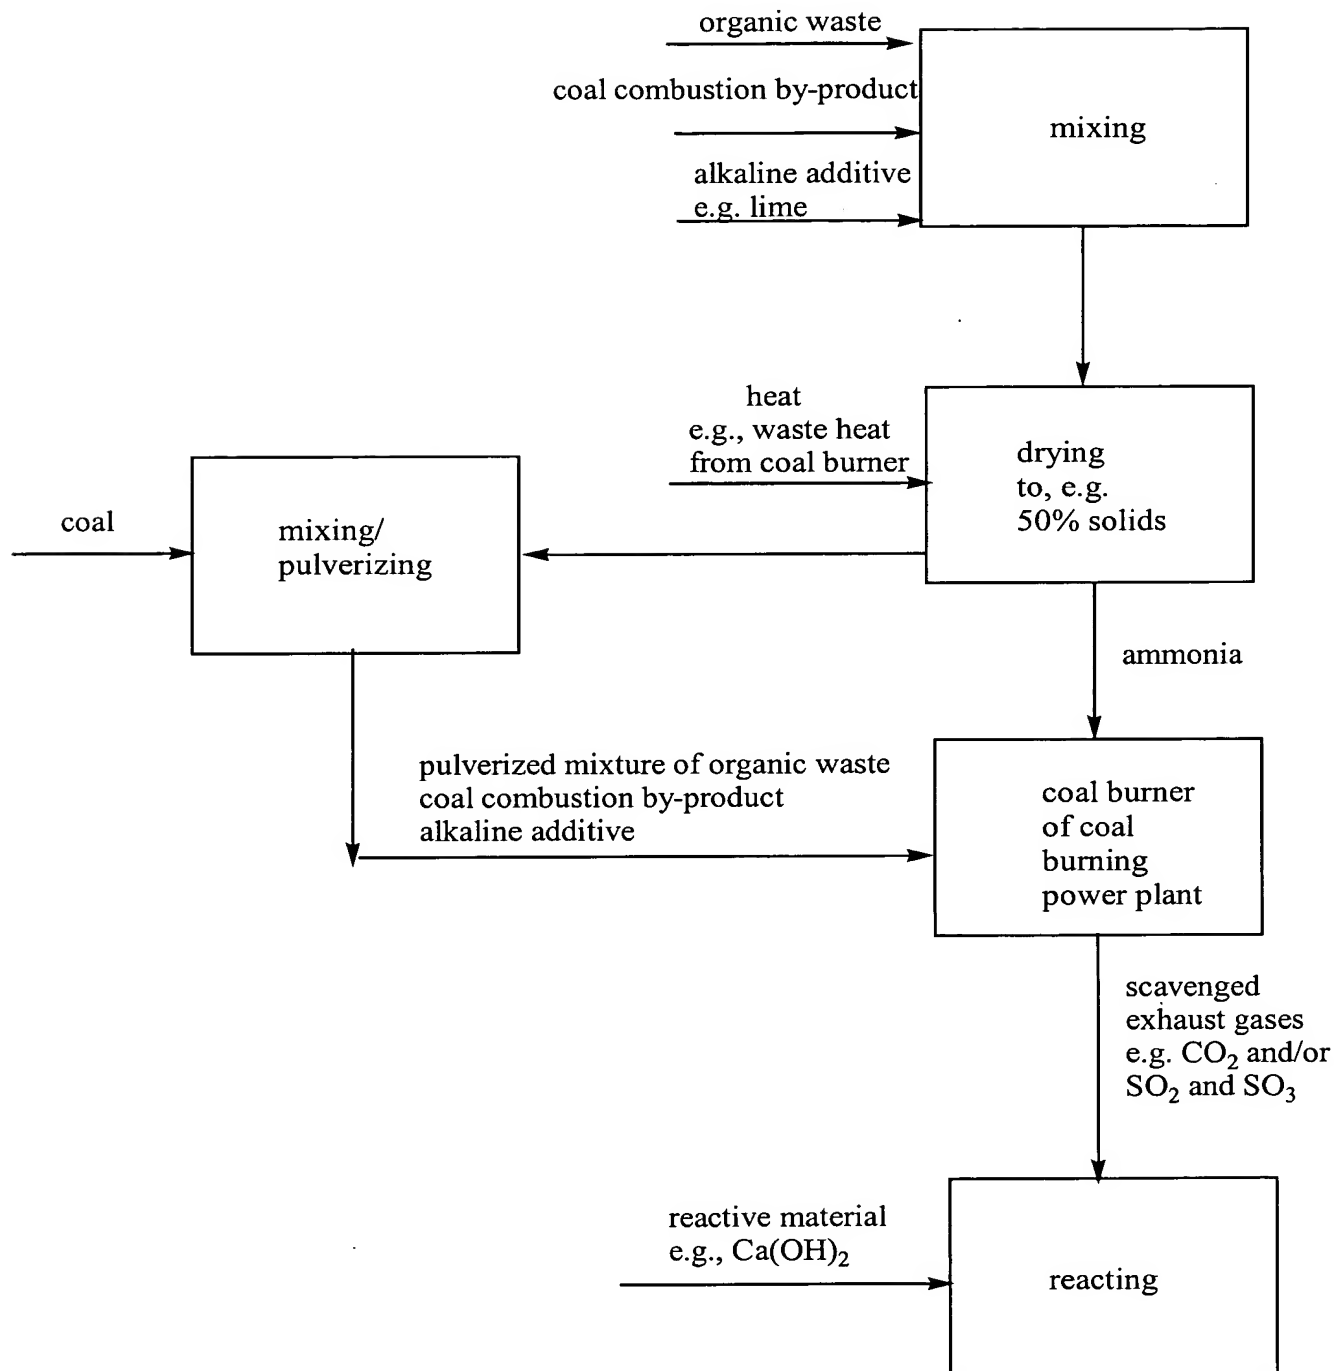 organic waste
coal combustion by-product
alkaline additive
e.g. lime
mixing
heat
e.g., waste heat
from coal burner
drying
to, e.g.
50% solids
coal
mixing/
pulverizing
ammonia
pulverized mixture of organic waste
coal combustion by-product
alkaline additive
coal burner
of coal
burning
power plant
scavenged
exhaust gases
e.g. CO₂ and/or
SO₂ and SO₃
reactive material
e.g., Ca(OH)₂
reacting